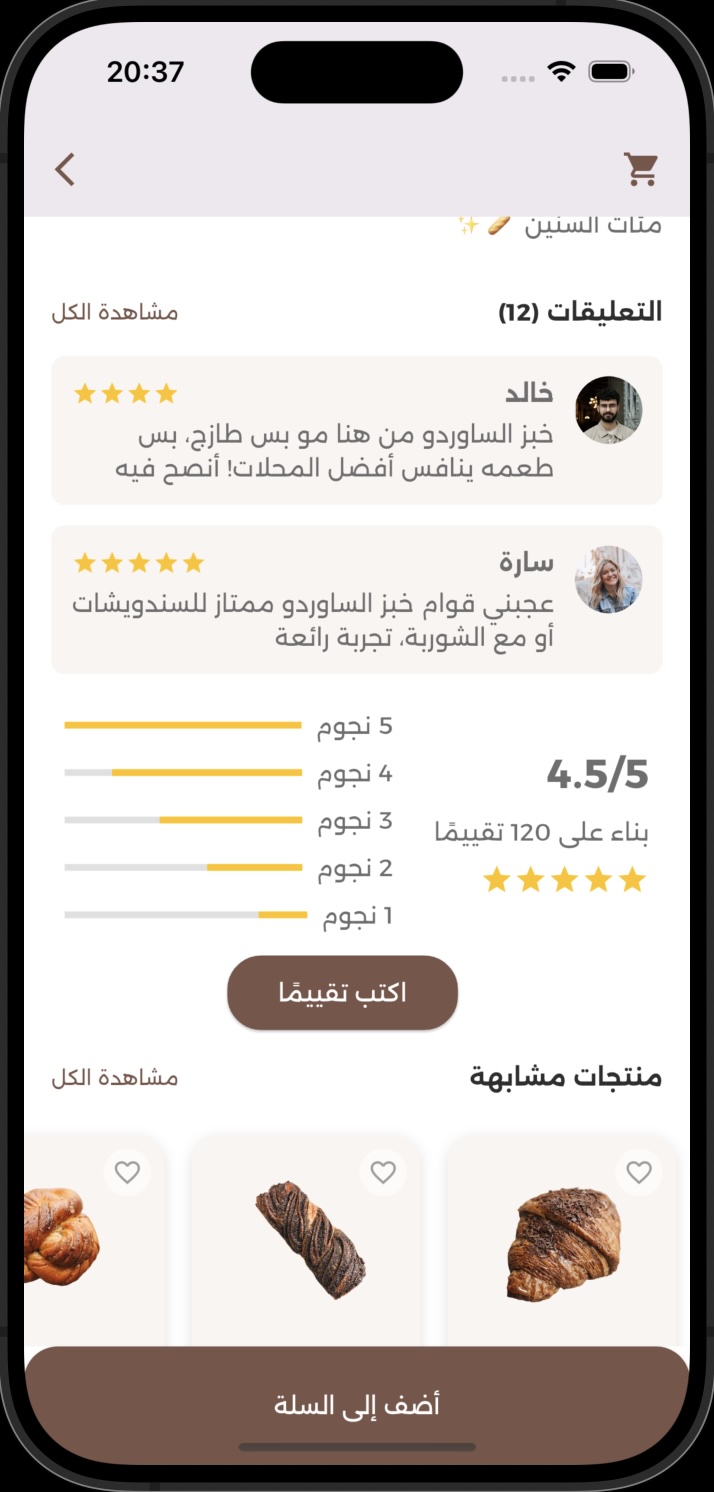 20:37
مئات السنين 🥖 ✨
التعليقات (12)
مشاهدة الكل
خالد
خبز الساوردو من هنا مو بس طازج، بس
طعمه ينافس أفضل المحلات! أنصح فيه
سارة
عجبني قوام خبز الساوردو ممتاز للسندويشات
أو مع الشوربة، تجربة رائعة
4.5/5
بناء على 120 تقييمًا
5 نجوم
4 نجوم
3 نجوم
2 نجوم
1 نجوم
اكتب تقييمًا
منتجات مشابهة
مشاهدة الكل
أضف إلى السلة